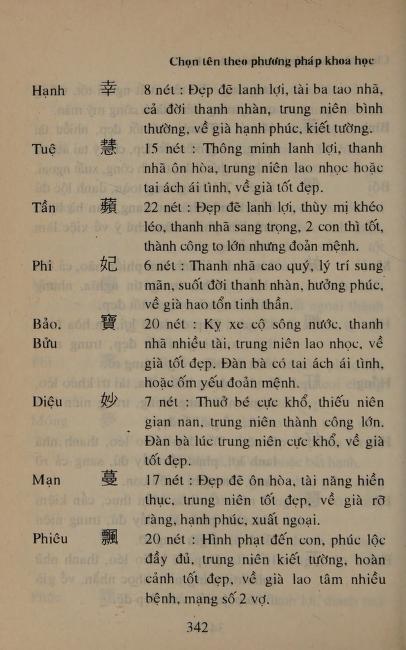 Chọn tên theo phương pháp khoa học
Hạnh 幸 8 nét : Đẹp đẽ lanh lợi, tài ba tao nhã,
cả đời thanh nhàn, trung niên bình
thường, về già hạnh phúc, kiết tường.
Tuệ 慧 15 nét : Thông minh lanh lợi, thanh
nhã ôn hòa, trung niên lao nhọc hoặc
tai ách ái tình, về già tốt đẹp.
Tần 蘋 22 nét : Đẹp đẽ lanh lợi, thùy mị khéo
léo, thanh nhã sang trọng, 2 con thì tốt,
thành công to lớn nhưng đoản mệnh.
Phi 妃 6 nét : Thanh nhã cao quý, lý trí sung
mãn, suốt đời thanh nhàn, hưởng phúc,
về già hao tổn tinh thần.
Bảo, 寶 20 nét : Kỵ xe cộ sông nước, thanh
Bửu nhã nhiều tài, trung niên lao nhọc, về
già tốt đẹp. Đàn bà có tai ách ái tình,
hoặc ốm yếu đoản mệnh.
Diệu 妙 7 nét : Thuở bé cực khổ, thiếu niên
gian nan, trung niên thành công lớn.
Đàn bà lúc trung niên cực khổ, về già
tốt đẹp.
Mạn 蔓 17 nét : Đẹp đẽ ôn hòa, tài năng hiền
thục, trung niên tốt đẹp, về già rỡ
ràng, hạnh phúc, xuất ngoại.
Phiêu 飄 20 nét : Hình phạt đến con, phúc lộc
đầy đủ, trung niên kiết tường, hoàn
cảnh tốt đẹp, về già lao tâm nhiều
bệnh, mạng số 2 vợ.
342